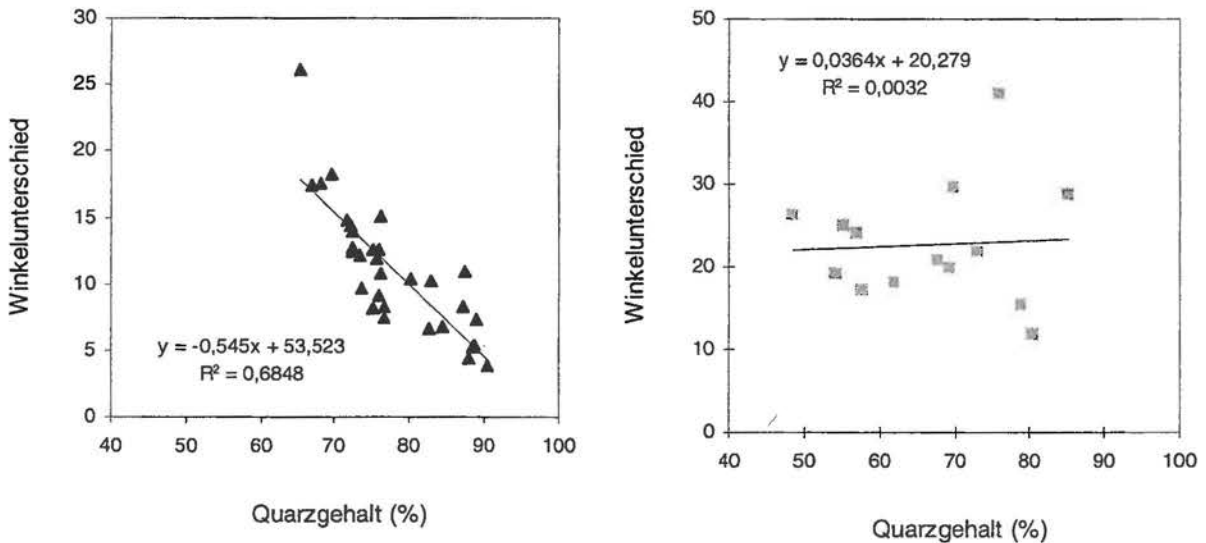 30
25
20
15
10
5
0
Winkelunterschied
y = -0,545x + 53,523
R² = 0,6848
40 50 60 70 80 90 100
Quarzgehalt (%)
50
40
30
20
10
0
Winkelunterschied
y = 0,0364x + 20,279
R² = 0,0032
40 50 60 70 80 90 100
Quarzgehalt (%)